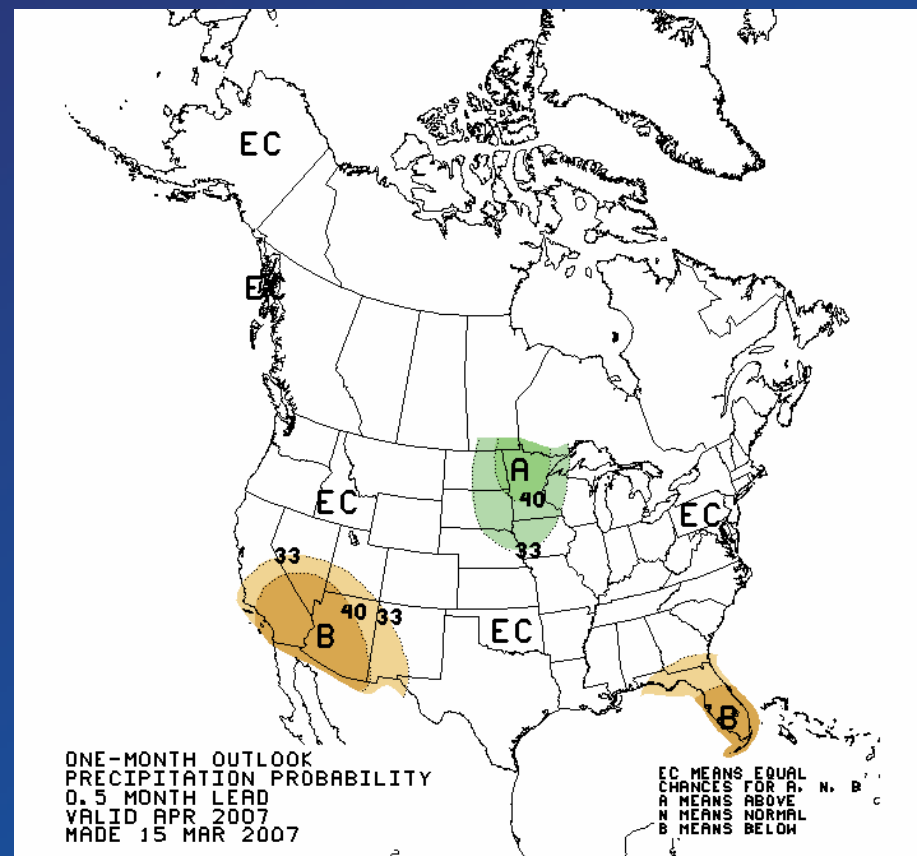 EC
EC
A
40
EC
EC
33
33
40
33
B
EC
B
ONE-MONTH OUTLOOK
PRECIPITATION PROBABILITY
0.5 MONTH LEAD
VALID APR 2007
MADE 15 MAR 2007
EC MEANS EQUAL
CHANCES FOR A, N, B
A MEANS ABOVE
N MEANS NORMAL
B MEANS BELOW